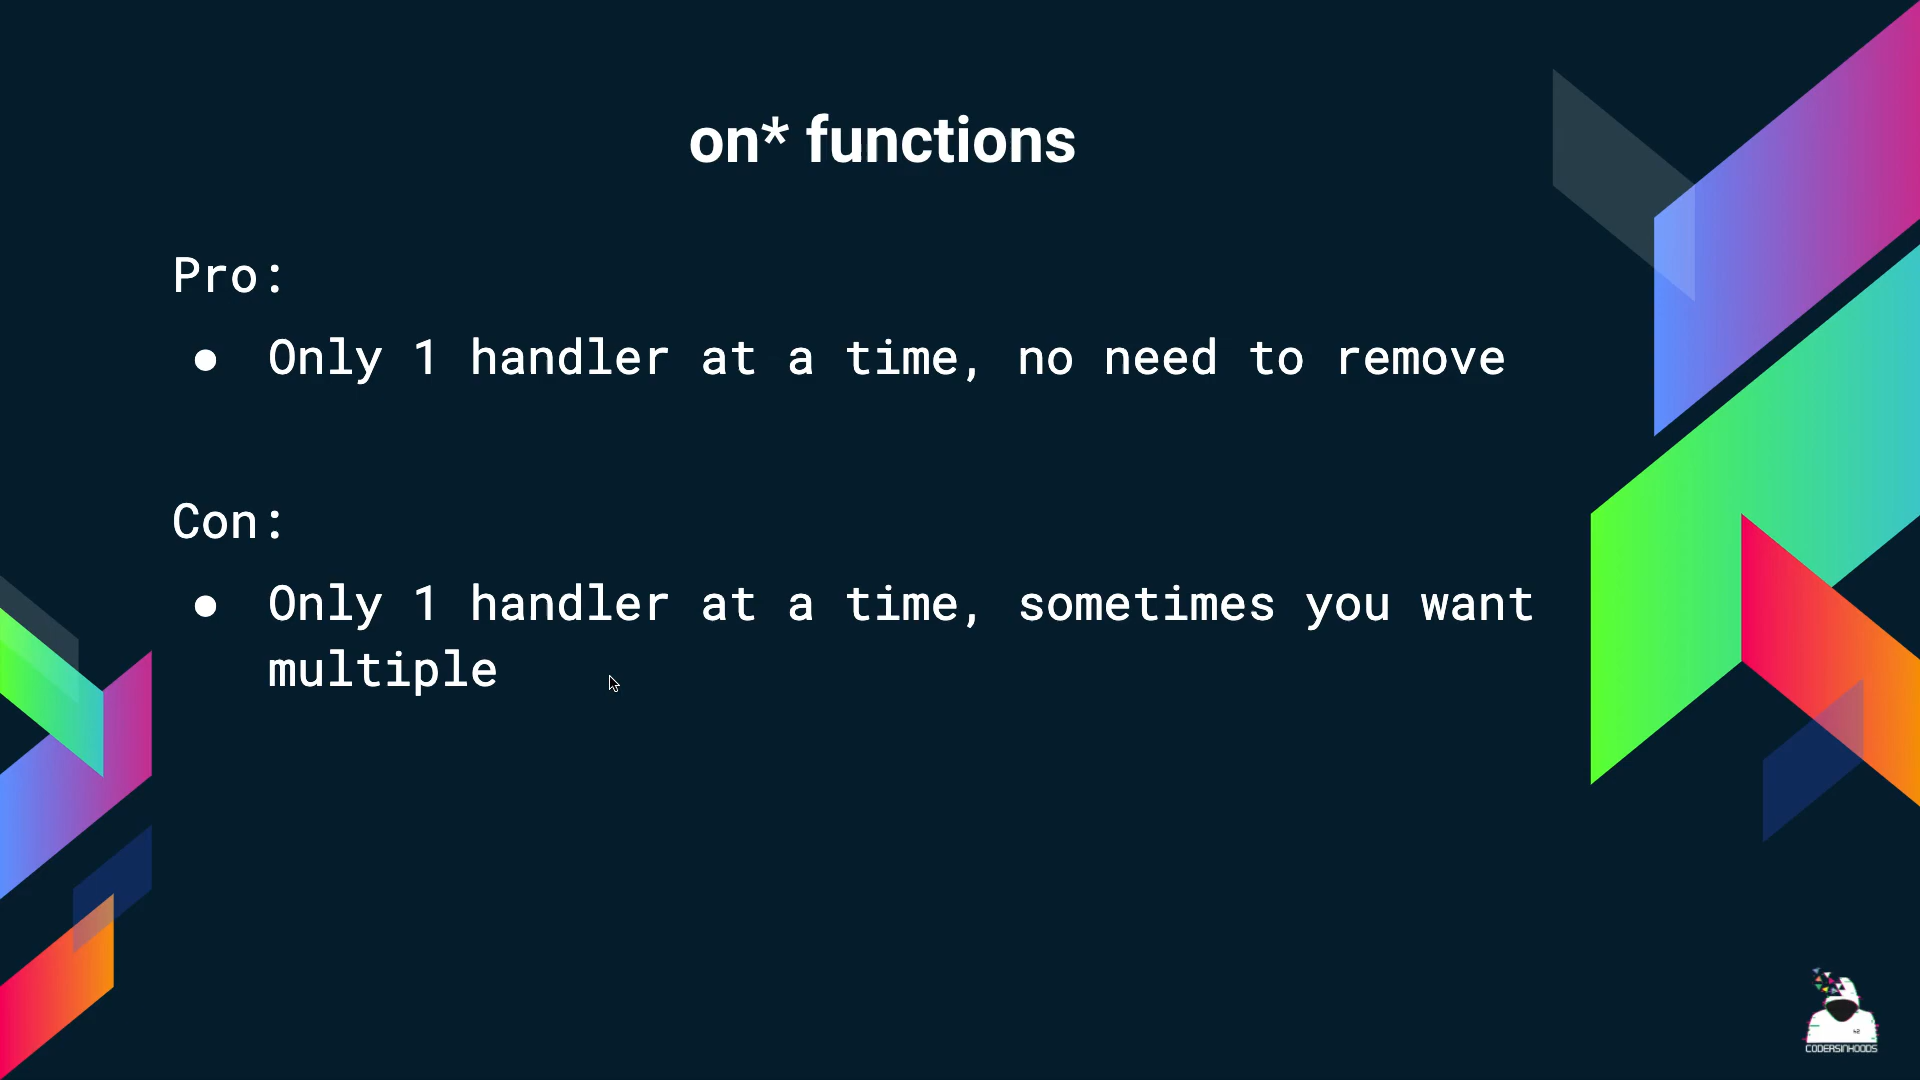 on* functions
Pro:
● Only 1 handler at a time, no need to remove
Con:
● Only 1 handler at a time, sometimes you want
multiple
CODERSINHOODS